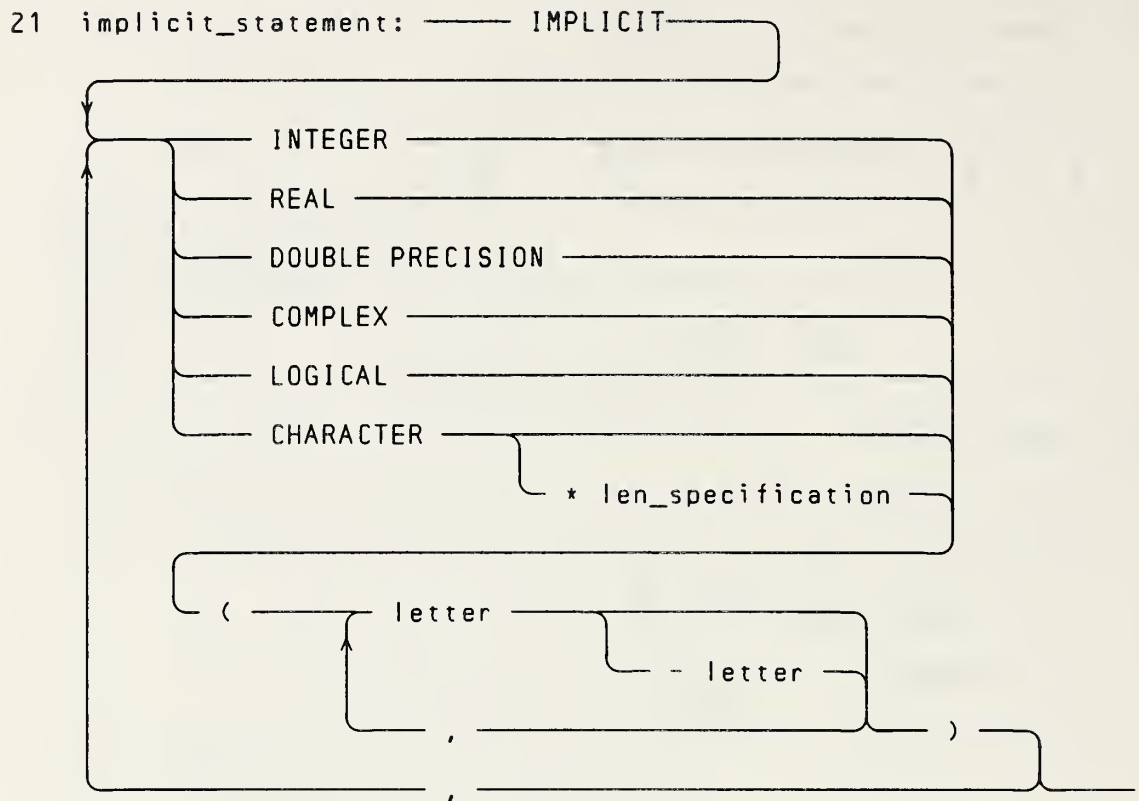 21 implicit_statement: IMPLICIT
INTEGER
REAL
DOUBLE PRECISION
COMPLEX
LOGICAL
CHARACTER
* len_specification
( letter
- letter
, )
,